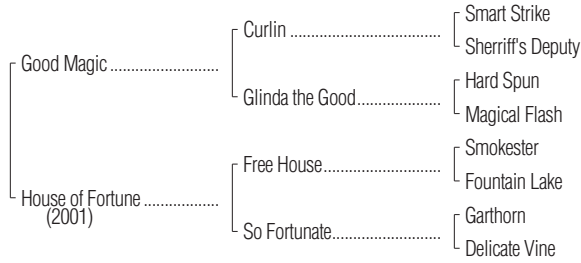 Smart Strike
Curlin ............................
Sherriff's Deputy
Good Magic ............................
Hard Spun
Glinda the Good.....................
Magical Flash
Smokester
Free House..............................
Fountain Lake
House of Fortune ...................
(2001)
Garthorn
So Fortunate...........................
Delicate Vine